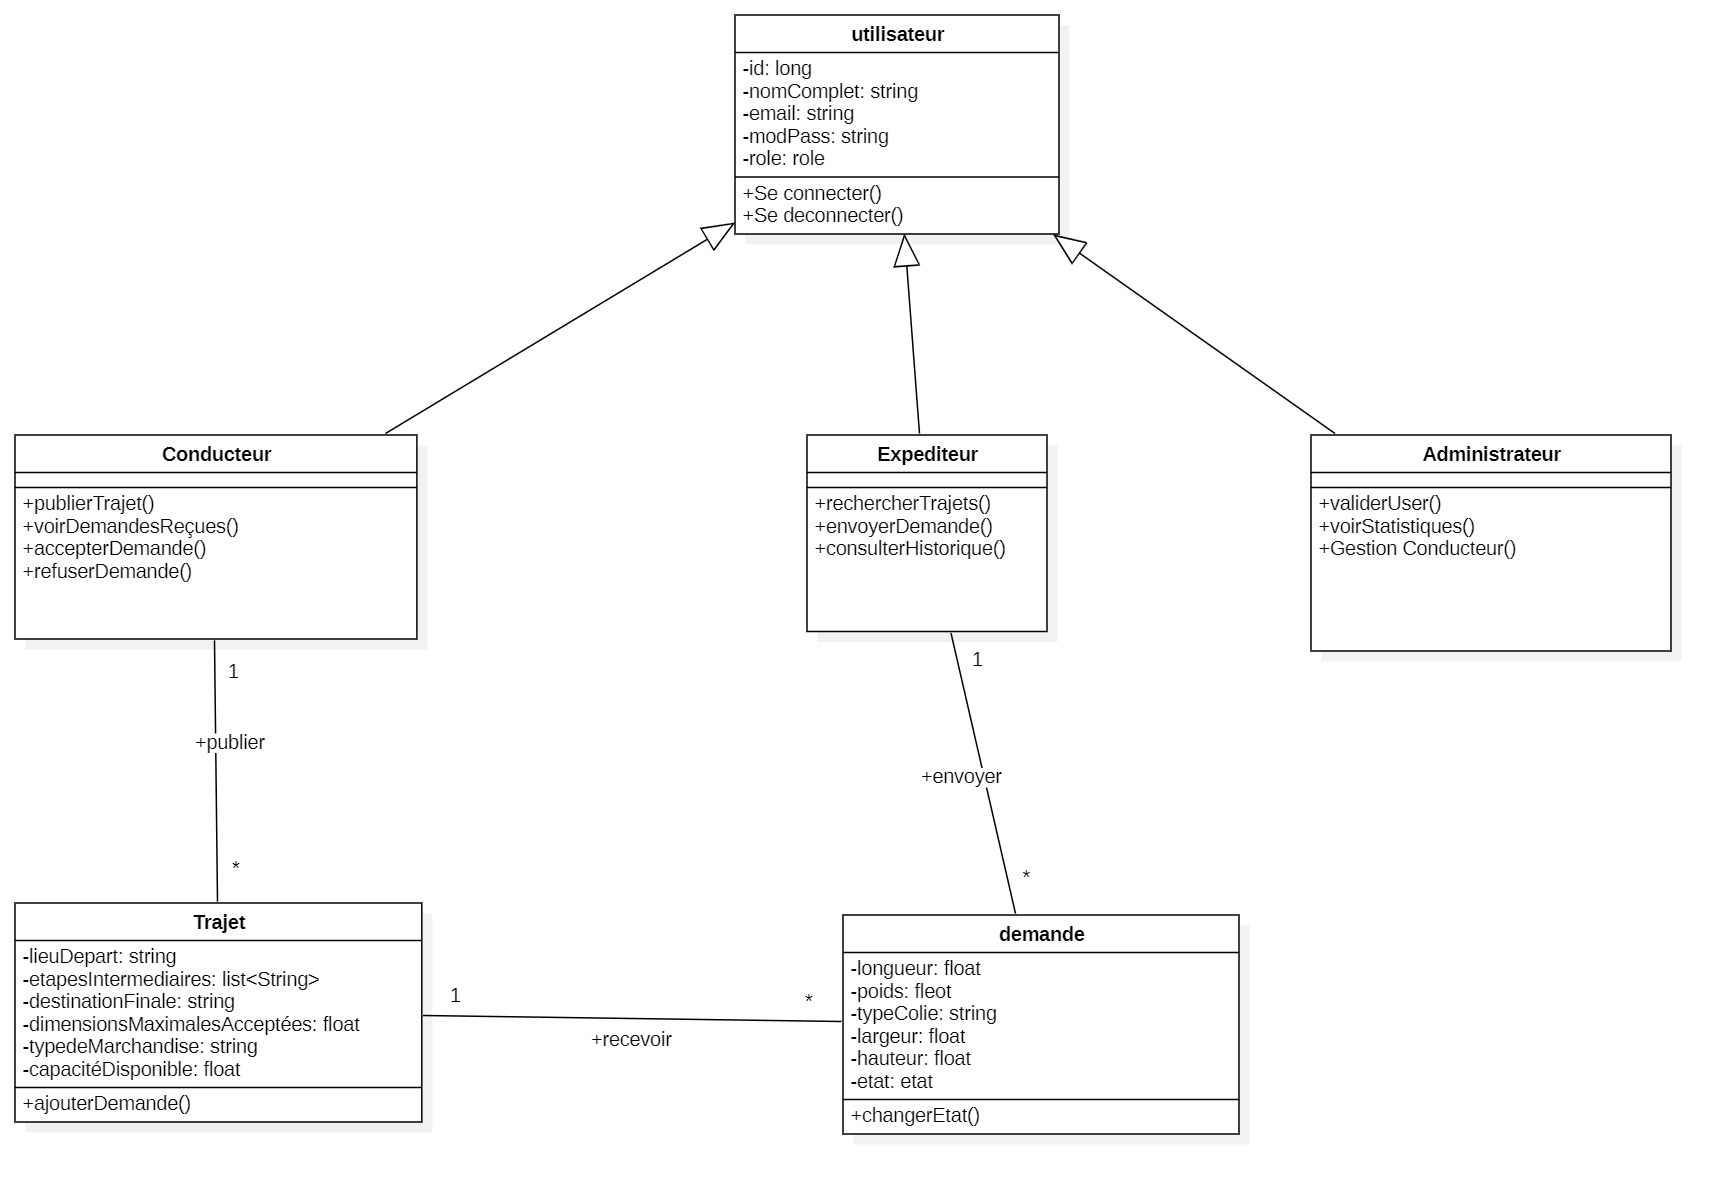 utilisateur
-id: long
-nomComplet: string
-email: string
-modPass: string
-role: role
+Se connecter()
+Se deconnecter()
Conducteur
+publierTrajet()
+voirDemandesReçues()
+accepterDemande()
+refuserDemande()
Expediteur
+rechercherTrajets()
+envoyerDemande()
+consulterHistorique()
Administrateur
+validerUser()
+voirStatistiques()
+Gestion Conducteur()
1
+publier
*
1
+envoyer
*
Trajet
-lieuDepart: string
-etapesIntermediaires: list<String>
-destinationFinale: string
-dimensionsMaximalesAcceptées: float
-typedeMarchandise: string
-capacitéDisponible: float
+ajouterDemande()
1
*
+recevoir
demande
-longueur: float
-poids: fleot
-typeColie: string
-largeur: float
-hauteur: float
-etat: etat
+changerEtat()